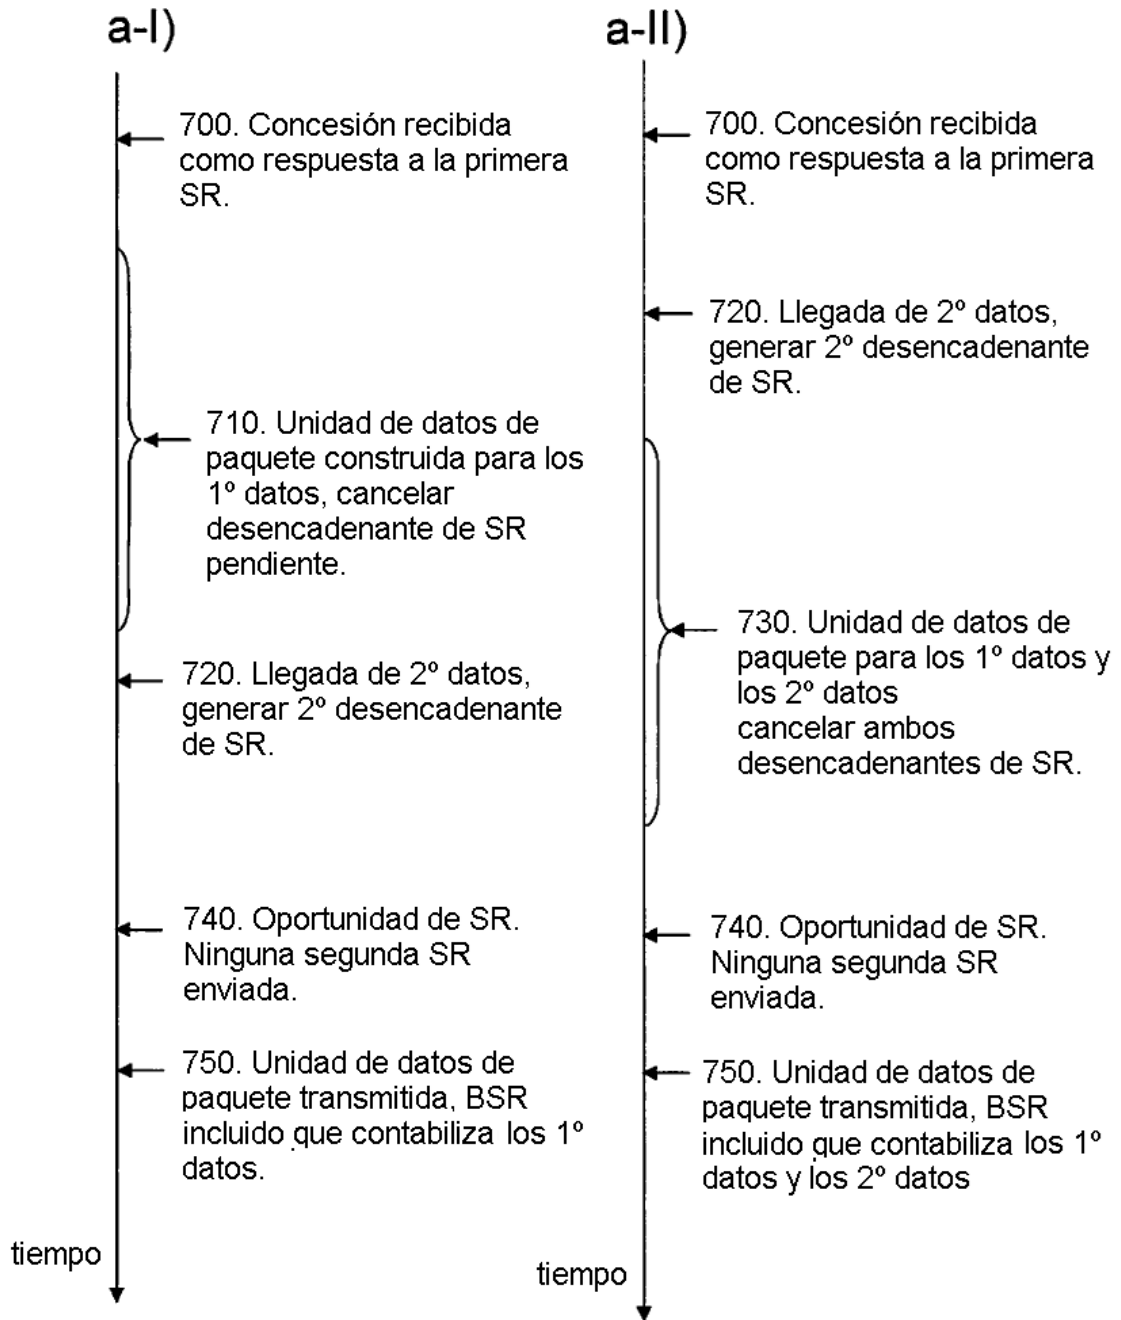 a-I)
700. Concesión recibida
como respuesta a la primera
SR.
710. Unidad de datos de
paquete construida para los
1º datos, cancelar
desencadenante de SR
pendiente.
720. Llegada de 2º datos,
generar 2º desencadenante
de SR.
740. Oportunidad de SR.
Ninguna segunda SR
enviada.
750. Unidad de datos de
paquete transmitida, BSR
incluido que contabiliza los 1º
datos.
tiempo
a-II)
700. Concesión recibida
como respuesta a la primera
SR.
720. Llegada de 2º datos,
generar 2º desencadenante
de SR.
730. Unidad de datos de
paquete para los 1º datos y
los 2º datos
cancelar ambos
desencadenantes de SR.
740. Oportunidad de SR.
Ninguna segunda SR
enviada.
750. Unidad de datos de
paquete transmitida, BSR
incluido que contabiliza los 1º
datos y los 2º datos
tiempo